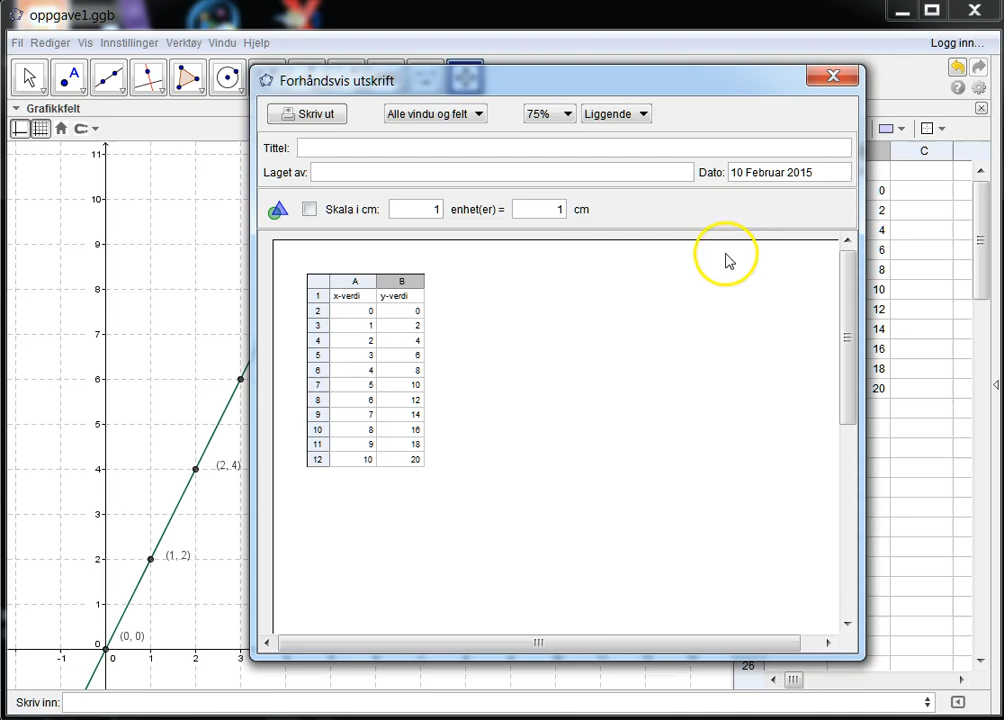 oppgave1.ggb
Fil Rediger Vis Innstillinger Verktøy Vindu Hjelp
Logg inn...
Forhåndsvis utskrift
Skriv ut
Alle vindu og felt
75%
Liggende
Tittel:
Laget av:
Dato: 10 Februar 2015
Skala i cm: 1 enhet(er) = 1 cm
A B
1 x-verdi y-verdi
2 0 0
3 1 2
4 2 4
5 3 6
6 4 8
7 5 10
8 6 12
9 7 14
10 8 16
11 9 18
12 10 20
Grafikkfelt
11
10
9
8
7
6
5
4
3
2
1
0
-2 -1 0 1 2 3
(2, 4)
(1, 2)
(0, 0)
C
0
2
4
6
8
10
12
14
16
18
20
26
Skriv inn: